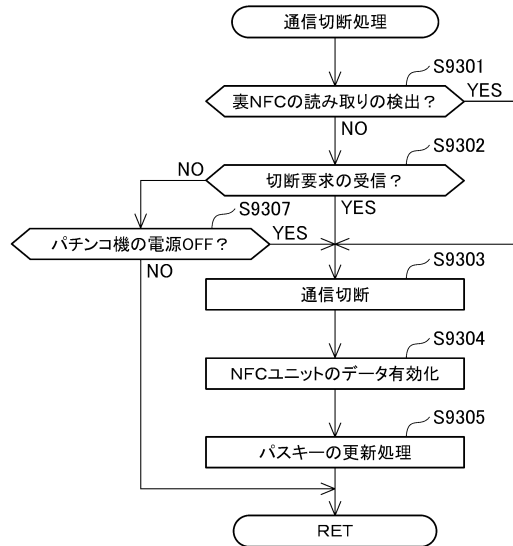 通信切断処理
S9301
裏NFCの読み取りの検出？
YES
NO
S9302
NO
切断要求の受信？
S9307
YES
パチンコ機の電源OFF？
YES
NO
S9303
通信切断
S9304
NFCユニットのデータ有効化
S9305
パスキーの更新処理
RET